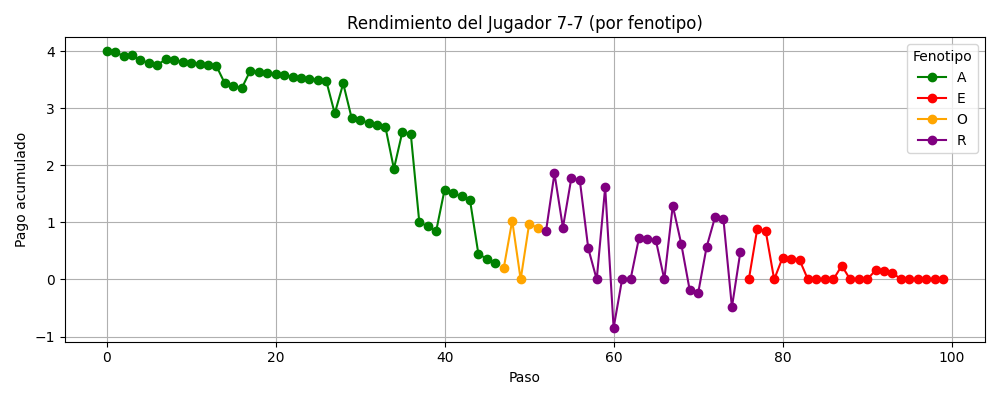 Rendimiento del Jugador 7-7 (por fenotipo)
Pago acumulado
4
3
2
1
0
−1
Fenotipo
A
E
O
R
0 20 40 60 80 100
Paso